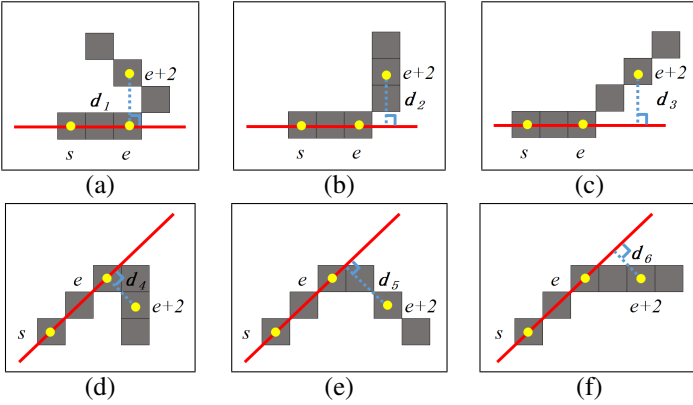 e+2
d₁
s e
(a)
e+2
d₂
s e
(b)
e+2
d₃
s e
(c)
e d₄
e+2
s
(d)
e d₅
e+2
s
(e)
d₆
e
e+2
s
(f)